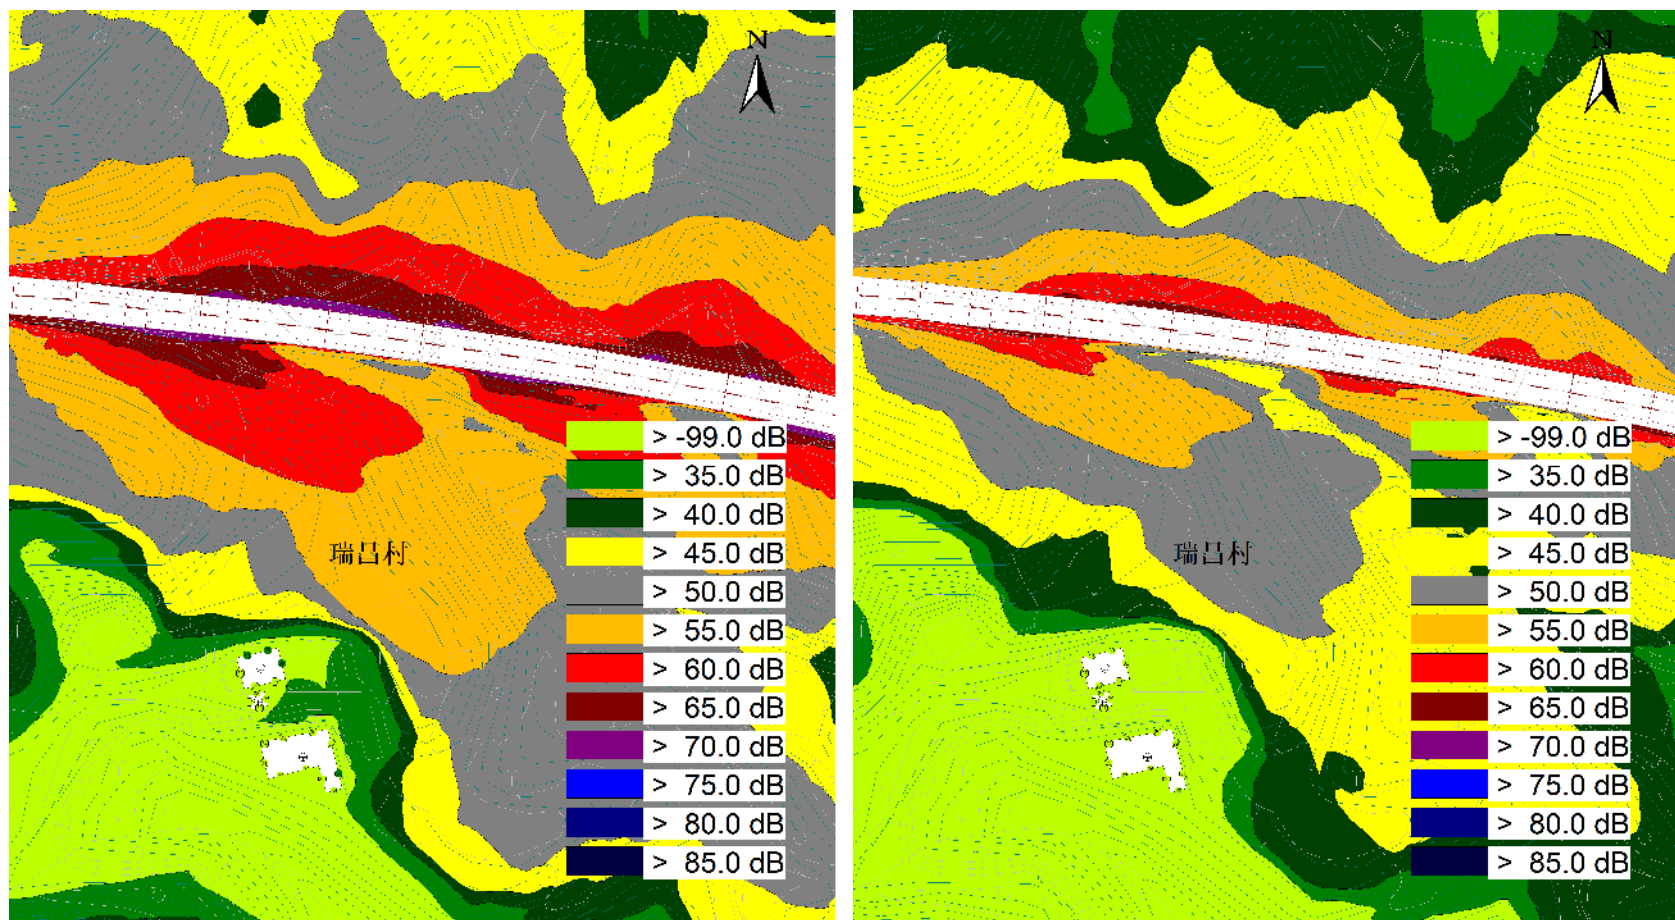 N
瑞吕村
> -99.0 dB
> 35.0 dB
> 40.0 dB
> 45.0 dB
> 50.0 dB
> 55.0 dB
> 60.0 dB
> 65.0 dB
> 70.0 dB
> 75.0 dB
> 80.0 dB
> 85.0 dB
N
瑞吕村
> -99.0 dB
> 35.0 dB
> 40.0 dB
> 45.0 dB
> 50.0 dB
> 55.0 dB
> 60.0 dB
> 65.0 dB
> 70.0 dB
> 75.0 dB
> 80.0 dB
> 85.0 dB